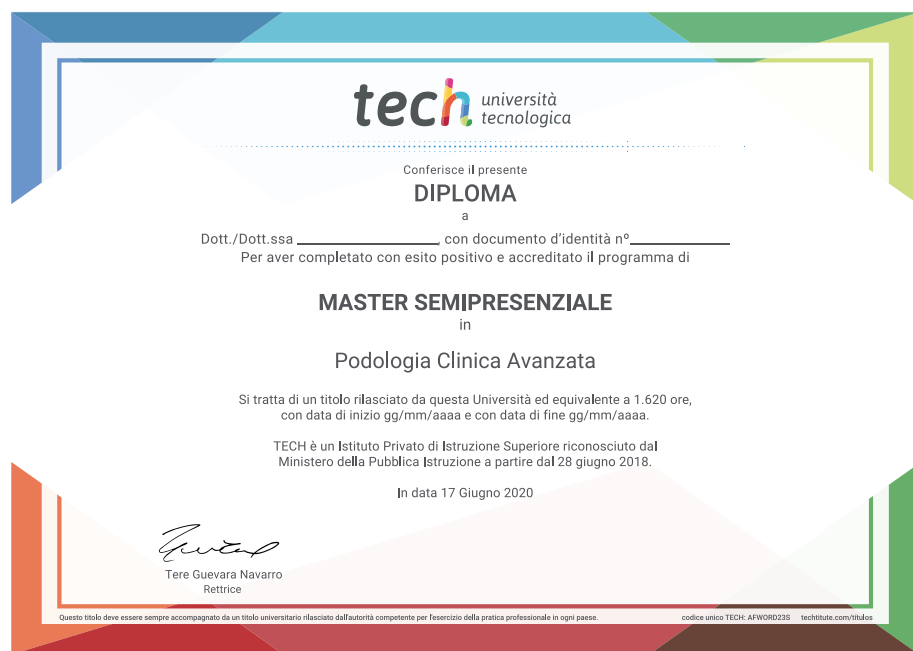 tech università
tecnologica
Conferisce il presente
DIPLOMA
a
Dott./Dott.ssa ____________________, con documento d'identità nº______________
Per aver completato con esito positivo e accreditato il programma di
MASTER SEMIPRESENZIALE
in
Podologia Clinica Avanzata
Si tratta di un titolo rilasciato da questa Università ed equivalente a 1.620 ore,
con data di inizio gg/mm/aaaa e con data di fine gg/mm/aaaa.
TECH è un Istituto Privato di Istruzione Superiore riconosciuto dal
Ministero della Pubblica Istruzione a partire dal 28 giugno 2018.
In data 17 Giugno 2020
Tere Guevara Navarro
Rettrice
Questo titolo deve essere sempre accompagnato da un titolo universitario rilasciato dall'autorità competente per l'esercizio della pratica professionale in ogni paese. codice unico TECH: AFWORD23S techtitute.com/titulos